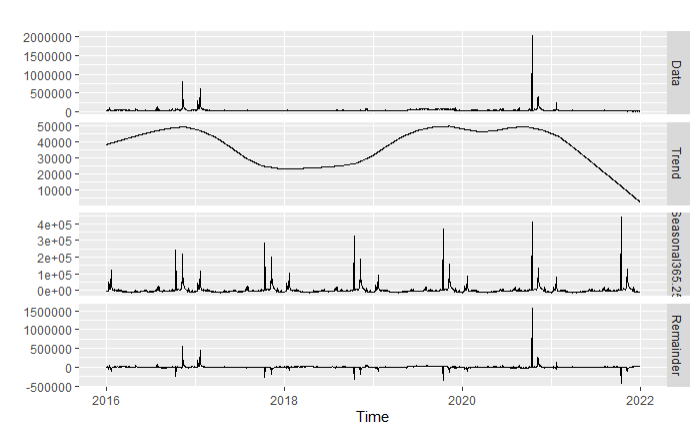 2000000
1500000
1000000
500000
0
Data
50000
40000
30000
20000
10000
Trend
4e+05
3e+05
2e+05
1e+05
0e+00
Seasonal365.25
1500000
1000000
500000
0
-500000
Remainder
2016 2018 2020 2022
Time